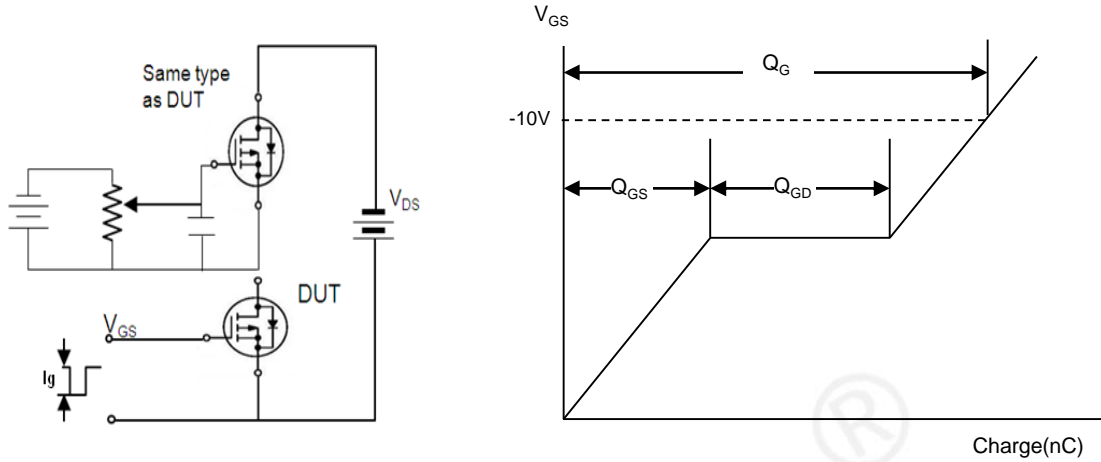 Same type
as DUT
V_DS
DUT
V_GS
Ig
V_GS
Q_G
-10V
Q_GS
Q_GD
®
Charge(nC)